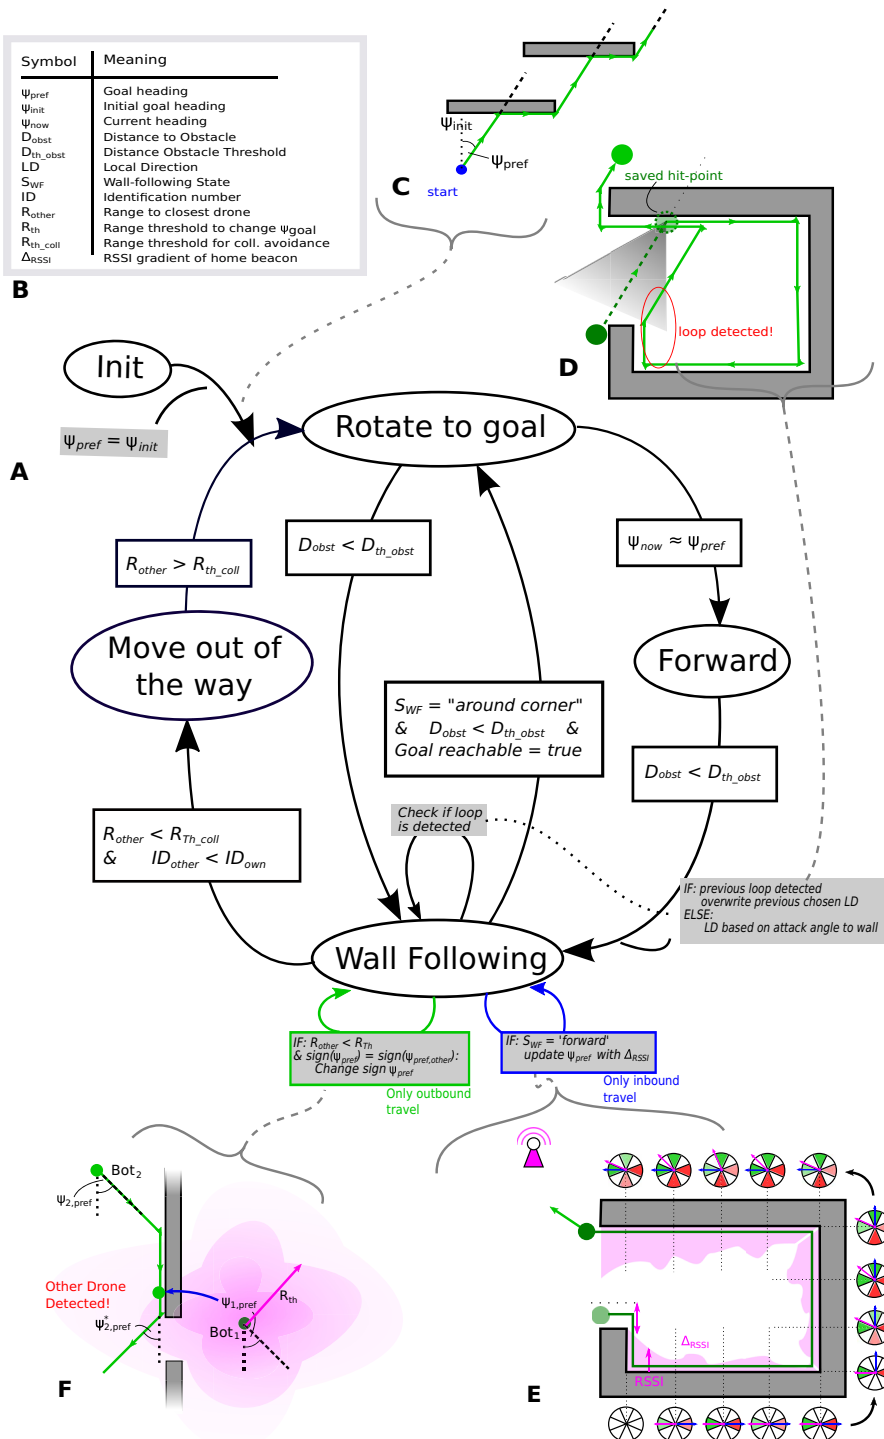 Symbol Meaning
ψpref Goal heading
ψinit Initial goal heading
ψnow Current heading
Dobst Distance to Obstacle
Dth_obst Distance Obstacle Threshold
LD Local Direction
SWF Wall-following State
ID Identification number
Rother Range to closest drone
Rth Range threshold to change ψgoal
Rth_coll Range threshold for coll. avoidance
ΔRSSI RSSI gradient of home beacon
B
ψinit
ψpref
C
start
saved hit-point
loop detected!
D
Init
ψpref = ψinit
A
Rotate to goal
Rother > Rth_coll
Dobst < Dth_obst
ψnow ≈ ψpref
Move out of
the way
Forward
SWF = "around corner"
& Dobst < Dth_obst &
Goal reachable = true
Dobst < Dth_obst
Check if loop
is detected
Rother < RTh_coll
& IDother < IDown
IF: previous loop detected
overwrite previous chosen LD
ELSE:
LD based on attack angle to wall
Wall Following
IF: Rother < RTh
& sign(ψpref) = sign(ψpref,other):
Change sign ψpref
Only outbound
travel
IF: SWF = 'forward'
update ψpref with ΔRSSI
Only inbound
travel
Bot2
ψ2,pref
Other Drone
Detected!
ψ1,pref
Rth
Bot1
ψ*2,pref
F
ΔRSSI
RSSI
E